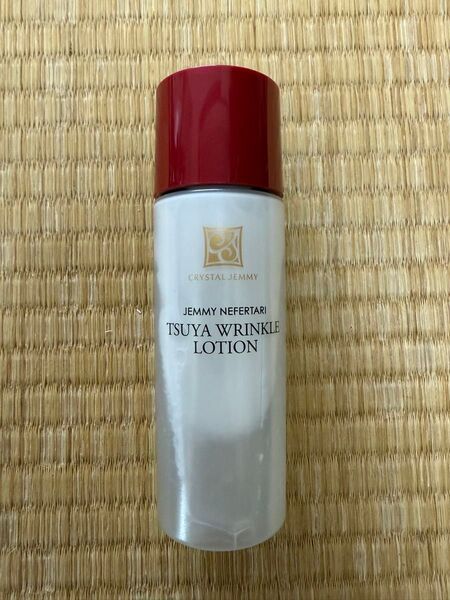 CRYSTAL JEMMY
JEMMY NEFERTARI
TSUYA WRINKLE
LOTION